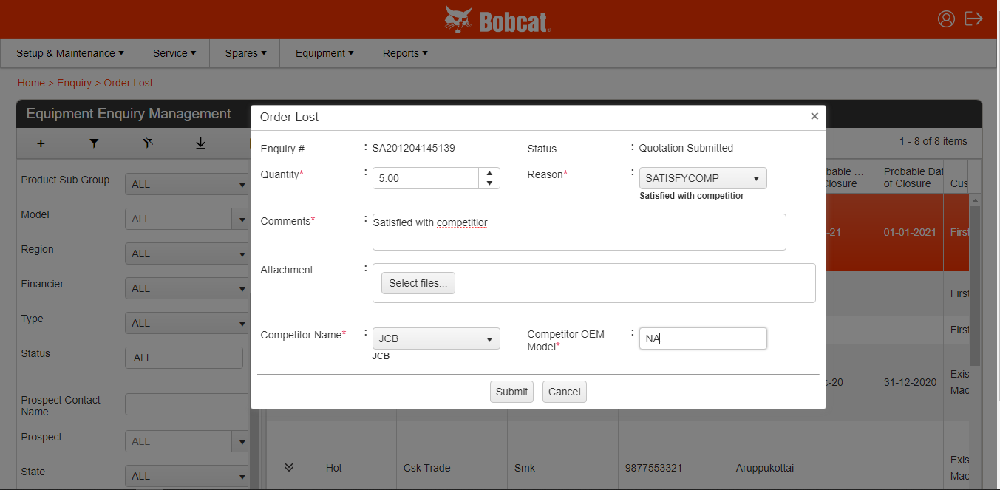 Bobcat
Setup & Maintenance
Service
Spares
Equipment
Reports
Home > Enquiry > Order Lost
Equipment Enquiry Management
1 - 8 of 8 items
Product Sub Group ALL
Model ALL
Region ALL
Financier ALL
Type ALL
Status ALL
Prospect Contact
Name
Prospect ALL
State ALL
Order Lost ×
Enquiry # : SA201204145139 Status : Quotation Submitted
Quantity* : 5.00 Reason* : SATISFYCOMP
Satisfied with competitior
Comments* : Satisfied with competitior
Attachment : Select files...
Competitor Name* : JCB Competitor OEM
Model* : NA
JCB
Submit Cancel
bable ... Probable Dat
Closure of Closure Cus
-21 01-01-2021 First
First
First
-20 31-12-2020 Exis
Mac
Hot Csk Trade Smk 9877553321 Aruppukottai Exis
Mac